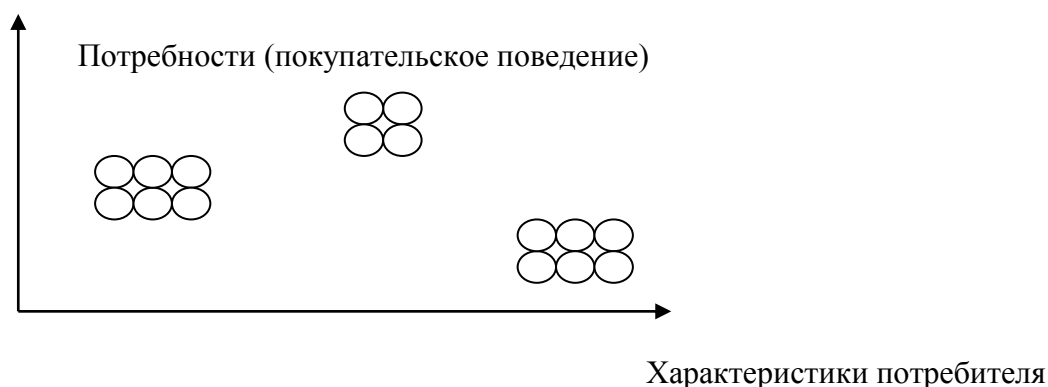 Потребности (покупательское поведение)
Характеристики потребителя